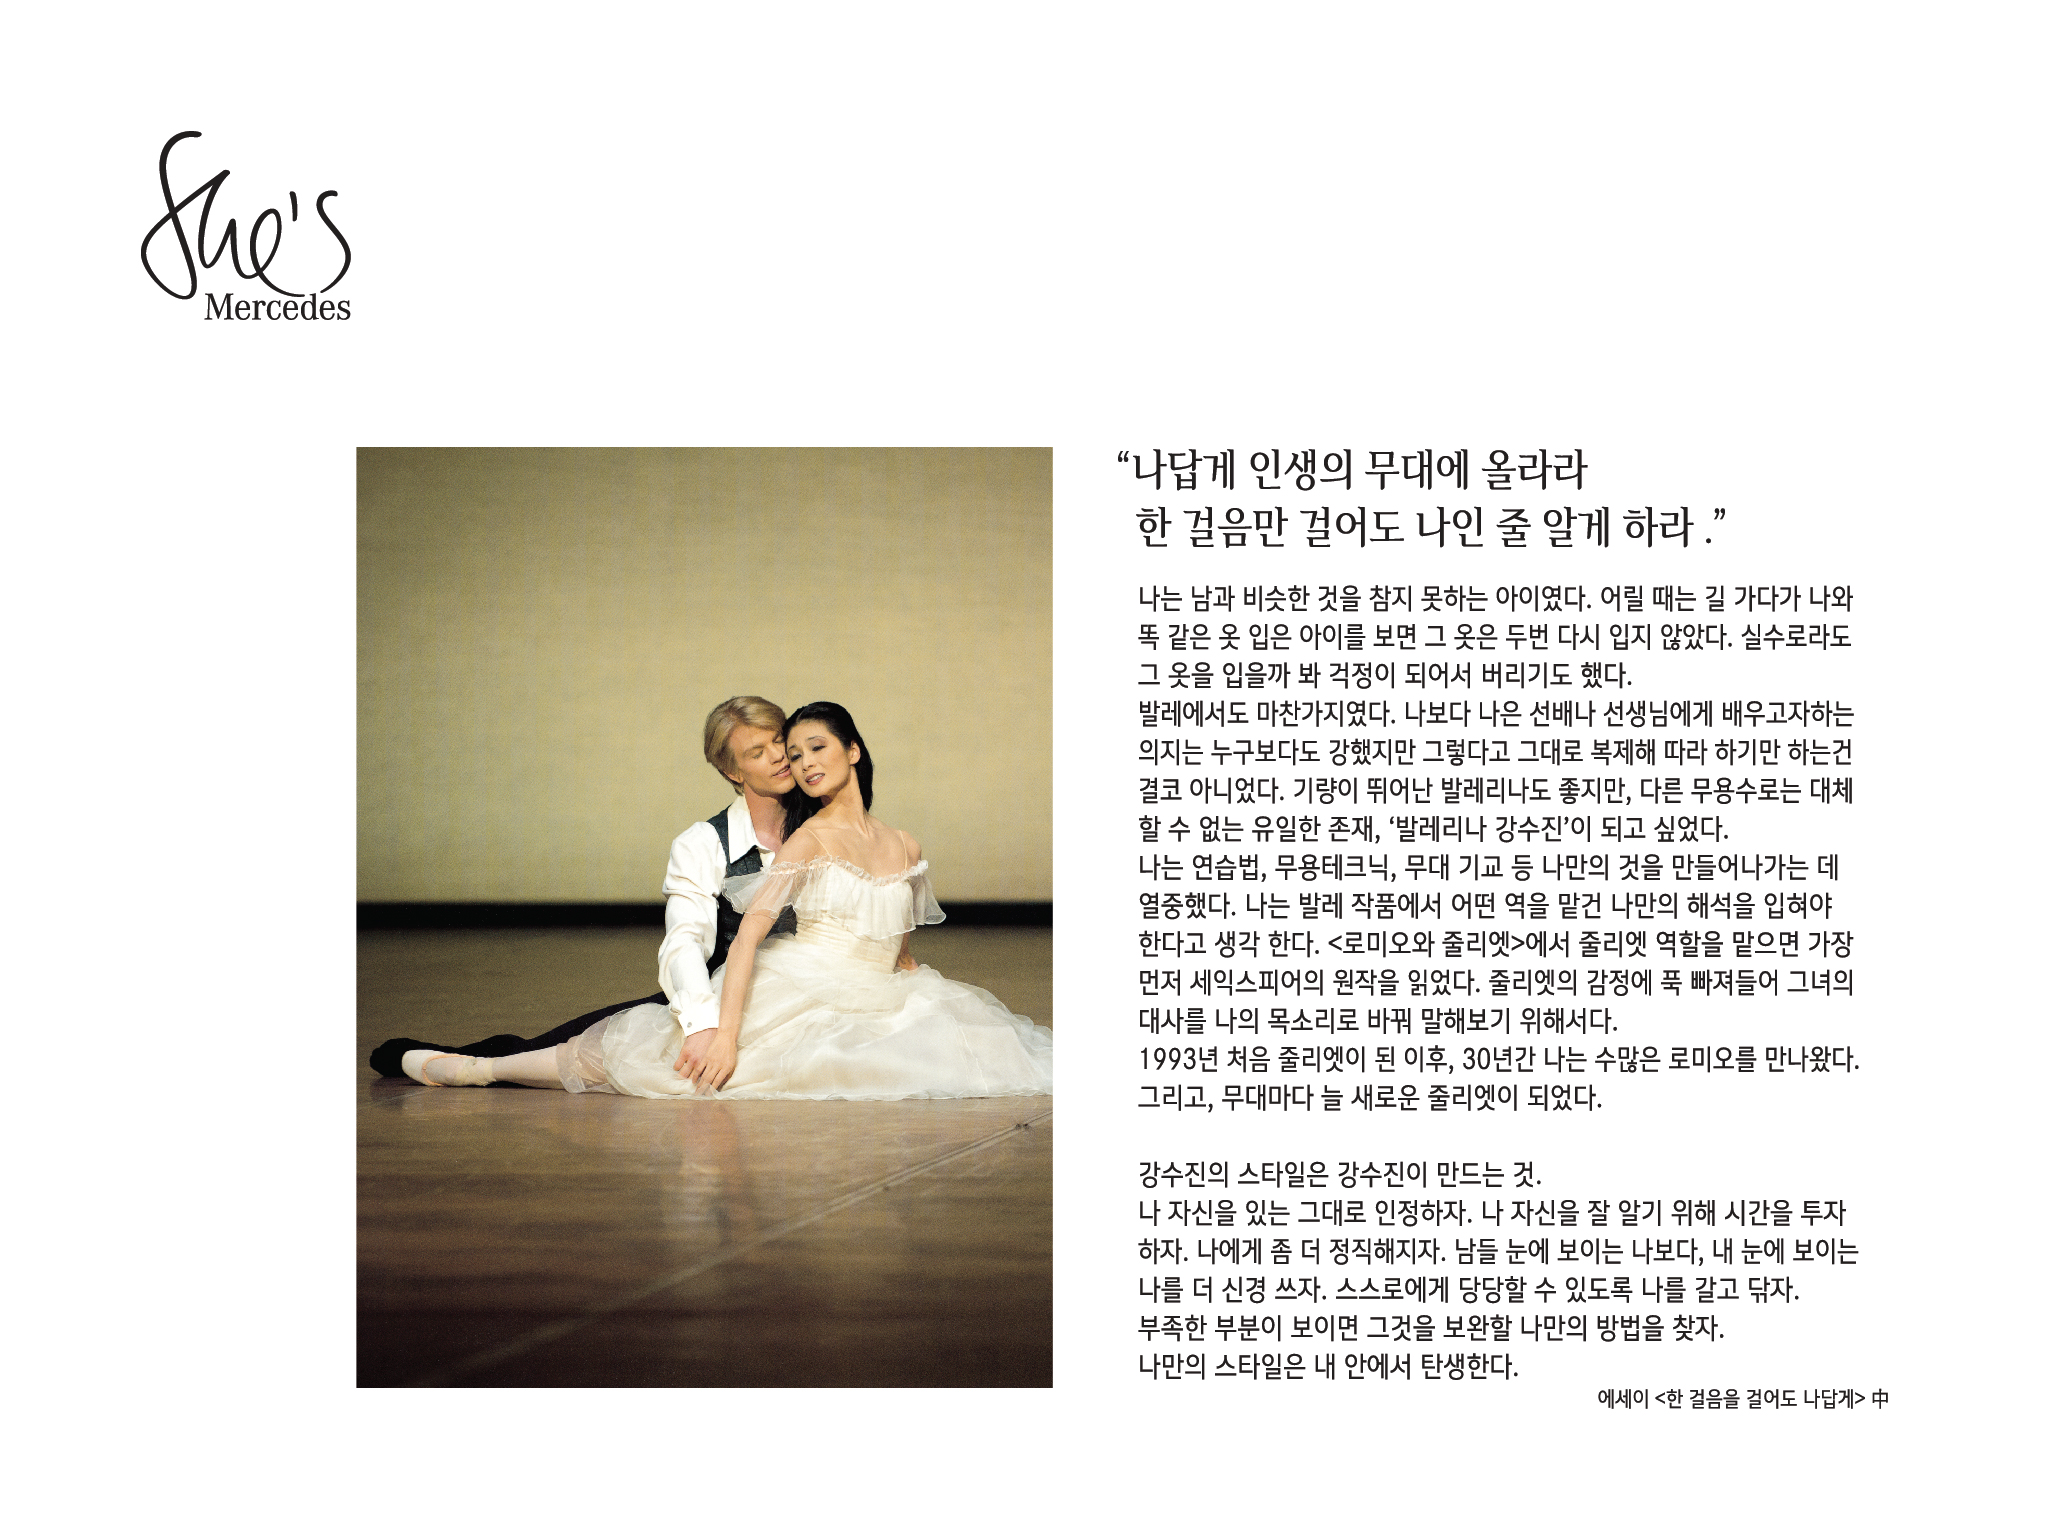 She's
Mercedes
“나답게 인생의 무대에 올라라
한 걸음만 걸어도 나인 줄 알게 하라 .”
나는 남과 비슷한 것을 참지 못하는 아이였다. 어릴 때는 길 가다가 나와
똑 같은 옷 입은 아이를 보면 그 옷은 두번 다시 입지 않았다. 실수로라도
그 옷을 입을까 봐 걱정이 되어서 버리기도 했다.
발레에서도 마찬가지였다. 나보다 나은 선배나 선생님에게 배우고자하는
의지는 누구보다도 강했지만 그렇다고 그대로 복제해 따라 하기만 하는건
결코 아니었다. 기량이 뛰어난 발레리나도 좋지만, 다른 무용수로는 대체
할 수 없는 유일한 존재, ‘발레리나 강수진’이 되고 싶었다.
나는 연습법, 무용테크닉, 무대 기교 등 나만의 것을 만들어나가는 데
열중했다. 나는 발레 작품에서 어떤 역을 맡건 나만의 해석을 입혀야
한다고 생각 한다. <로미오와 줄리엣>에서 줄리엣 역할을 맡으면 가장
먼저 세익스피어의 원작을 읽었다. 줄리엣의 감정에 푹 빠져들어 그녀의
대사를 나의 목소리로 바꿔 말해보기 위해서다.
1993년 처음 줄리엣이 된 이후, 30년간 나는 수많은 로미오를 만나왔다.
그리고, 무대마다 늘 새로운 줄리엣이 되었다.
강수진의 스타일은 강수진이 만드는 것.
나 자신을 있는 그대로 인정하자. 나 자신을 잘 알기 위해 시간을 투자
하자. 나에게 좀 더 정직해지자. 남들 눈에 보이는 나보다, 내 눈에 보이는
나를 더 신경 쓰자. 스스로에게 당당할 수 있도록 나를 갈고 닦자.
부족한 부분이 보이면 그것을 보완할 나만의 방법을 찾자.
나만의 스타일은 내 안에서 탄생한다.
에세이 <한 걸음을 걸어도 나답게> 中